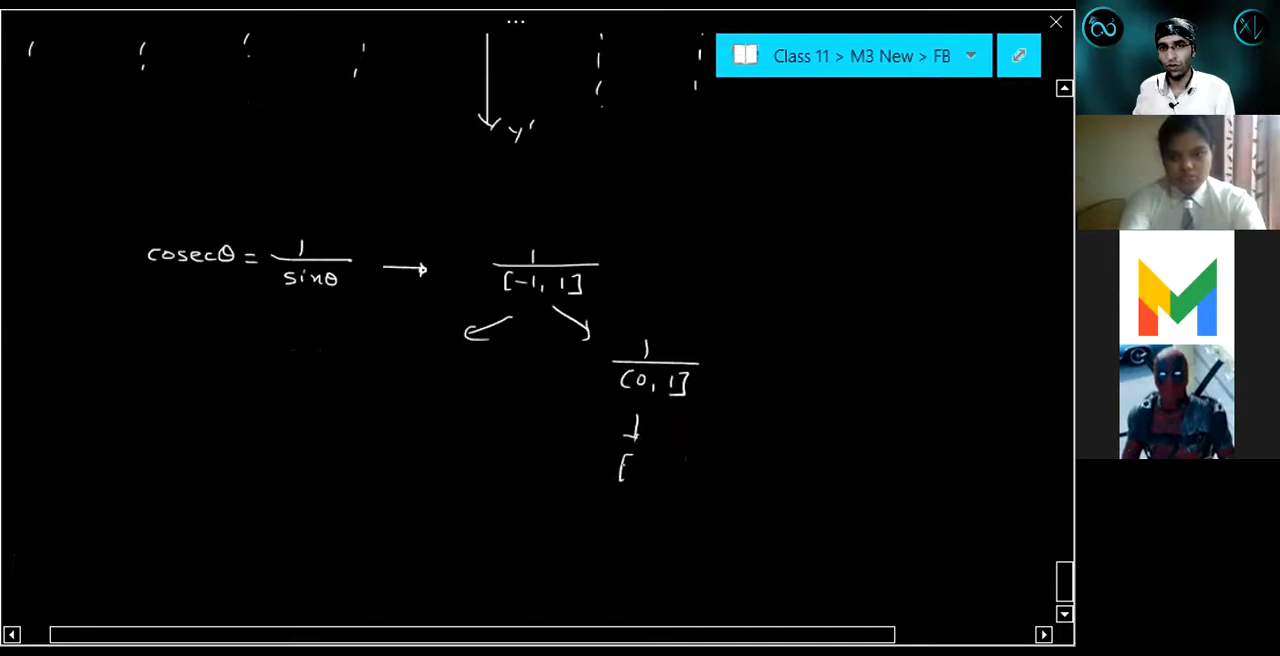 ...
Class 11 > M3 New > FB
y'
cosecθ = 1/sinθ → 1/[-1, 1]
1/(0, 1]
[